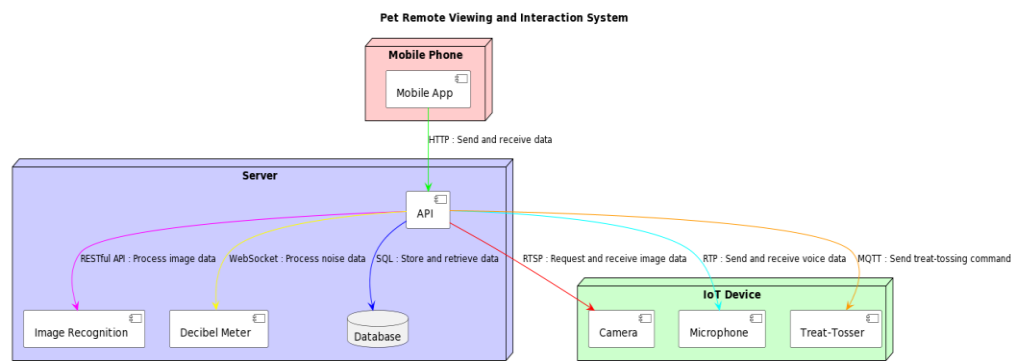 Pet Remote Viewing and Interaction System
Mobile Phone
Mobile App
HTTP : Send and receive data
Server
API
RESTful API : Process image data
WebSocket : Process noise data
SQL : Store and retrieve data
RTSP : Request and receive image data
RTP : Send and receive voice data
MQTT : Send treat-tossing command
IoT Device
Image Recognition
Decibel Meter
Database
Camera
Microphone
Treat-Tosser